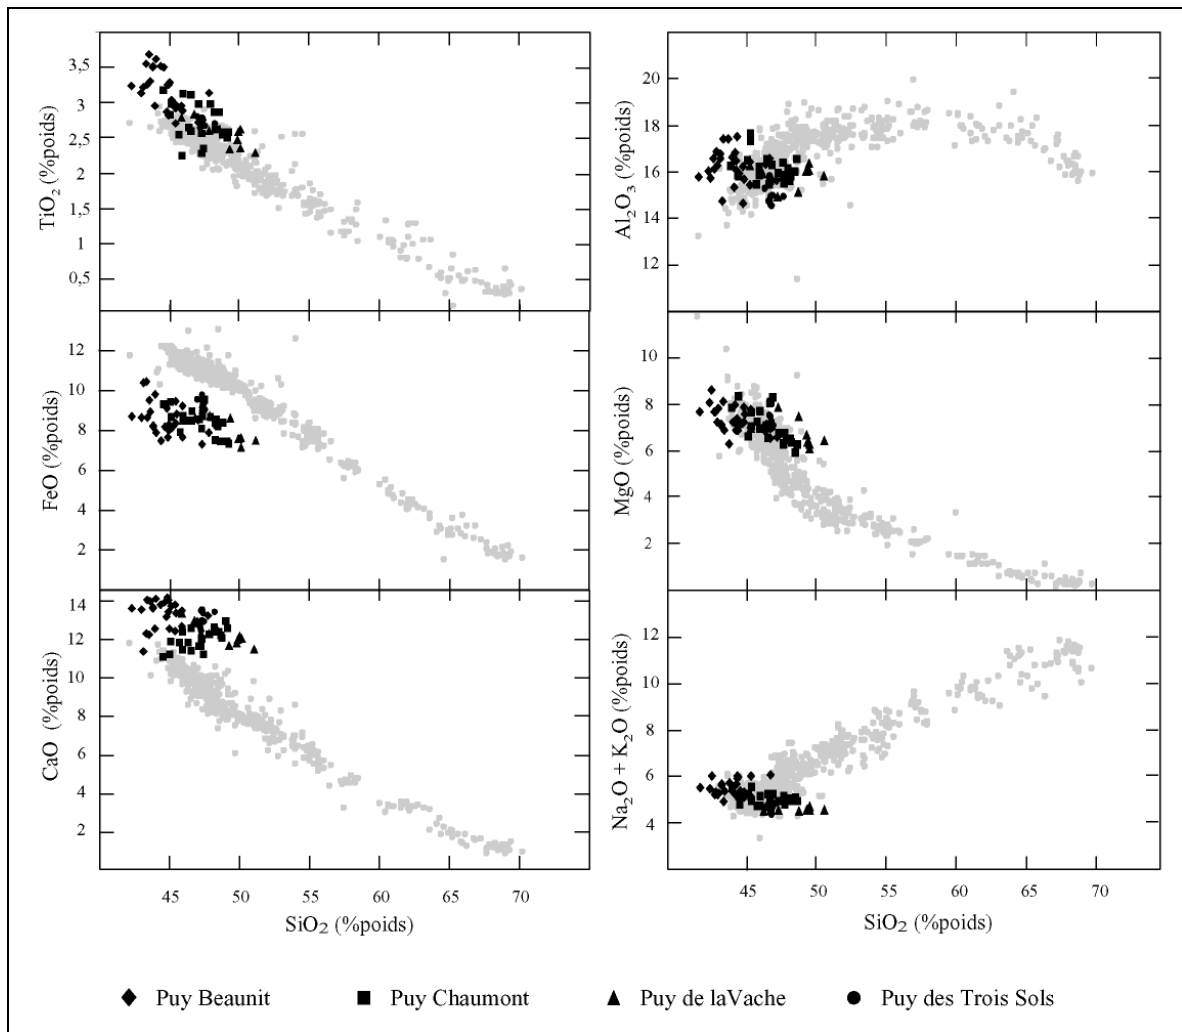 TiO2 (%poids)
3,5
3
2.5
2
1.5
1
0,5
Al2O3 (%poids)
20
18
16
14
12
FeO (%poids)
12
10
8
6
4
2
MgO (%poids)
10
8
6
4
2
CaO (%poids)
14
12
10
8
6
4
2
Na2O + K2O (%poids)
12
10
8
6
4
45 50 55 60 65 70
SiO2 (%poids)
45 50 55 60 65 70
SiO2 (%poids)
Puy Beaunit
Puy Chaumont
Puy de laVache
Puy des Trois Sols